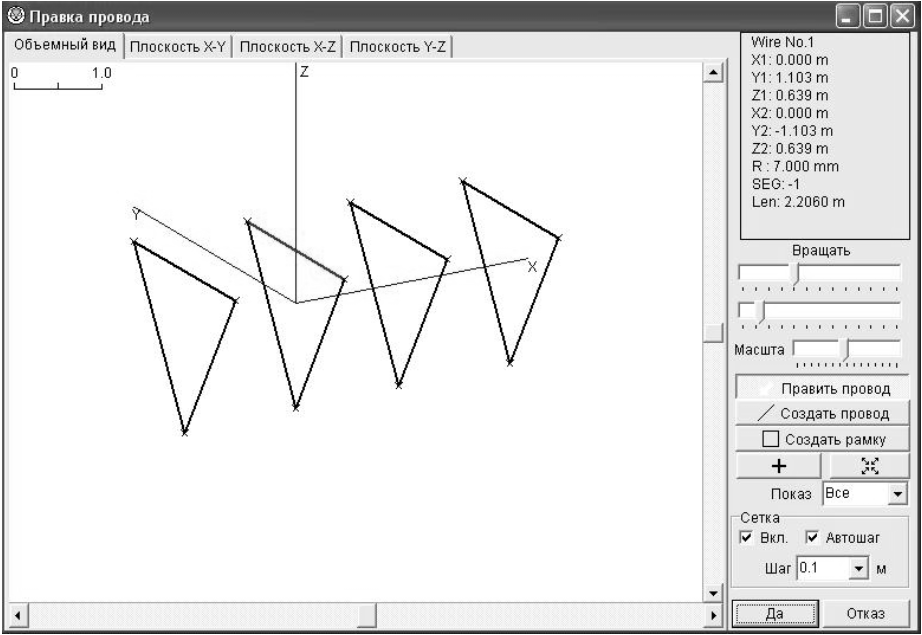 Правка провода
Объемный вид Плоскость X-Y Плоскость X-Z Плоскость Y-Z
0 1.0
Z
Y
X
Wire No.1
X1: 0.000 m
Y1: 1.103 m
Z1: 0.639 m
X2: 0.000 m
Y2: -1.103 m
Z2: 0.639 m
R : 7.000 mm
SEG: -1
Len: 2.2060 m
Вращать
Масшта
Править провод
Создать провод
Создать рамку
+
Показ Все
Сетка
Вкл. Автошаг
Шаг 0.1 м
Да Отказ